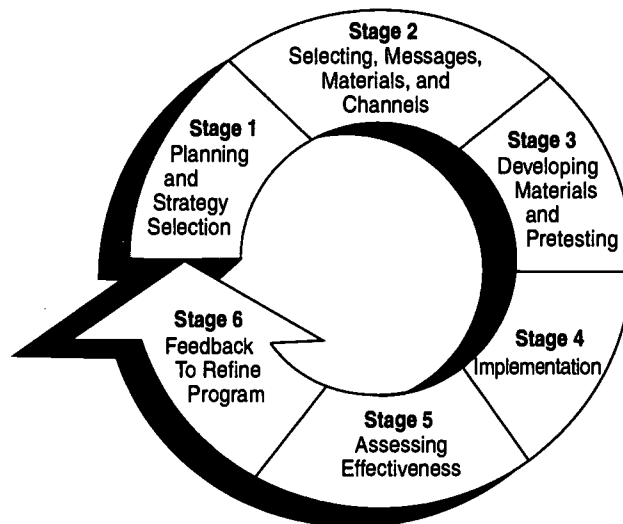 Stage 1
Planning
and
Strategy
Selection
Stage 2
Selecting, Messages,
Materials, and
Channels
Stage 3
Developing
Materials
and
Pretesting
Stage 4
Implementation
Stage 5
Assessing
Effectiveness
Stage 6
Feedback
To Refine
Program